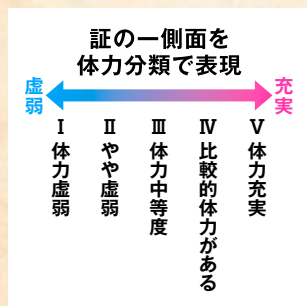 証の一側面を
体力分類で表現
虚弱
充実
Ⅰ 体力虚弱
Ⅱ やや虚弱
Ⅲ 体力中等度
Ⅳ 比較的体力がある
Ⅴ 体力充実